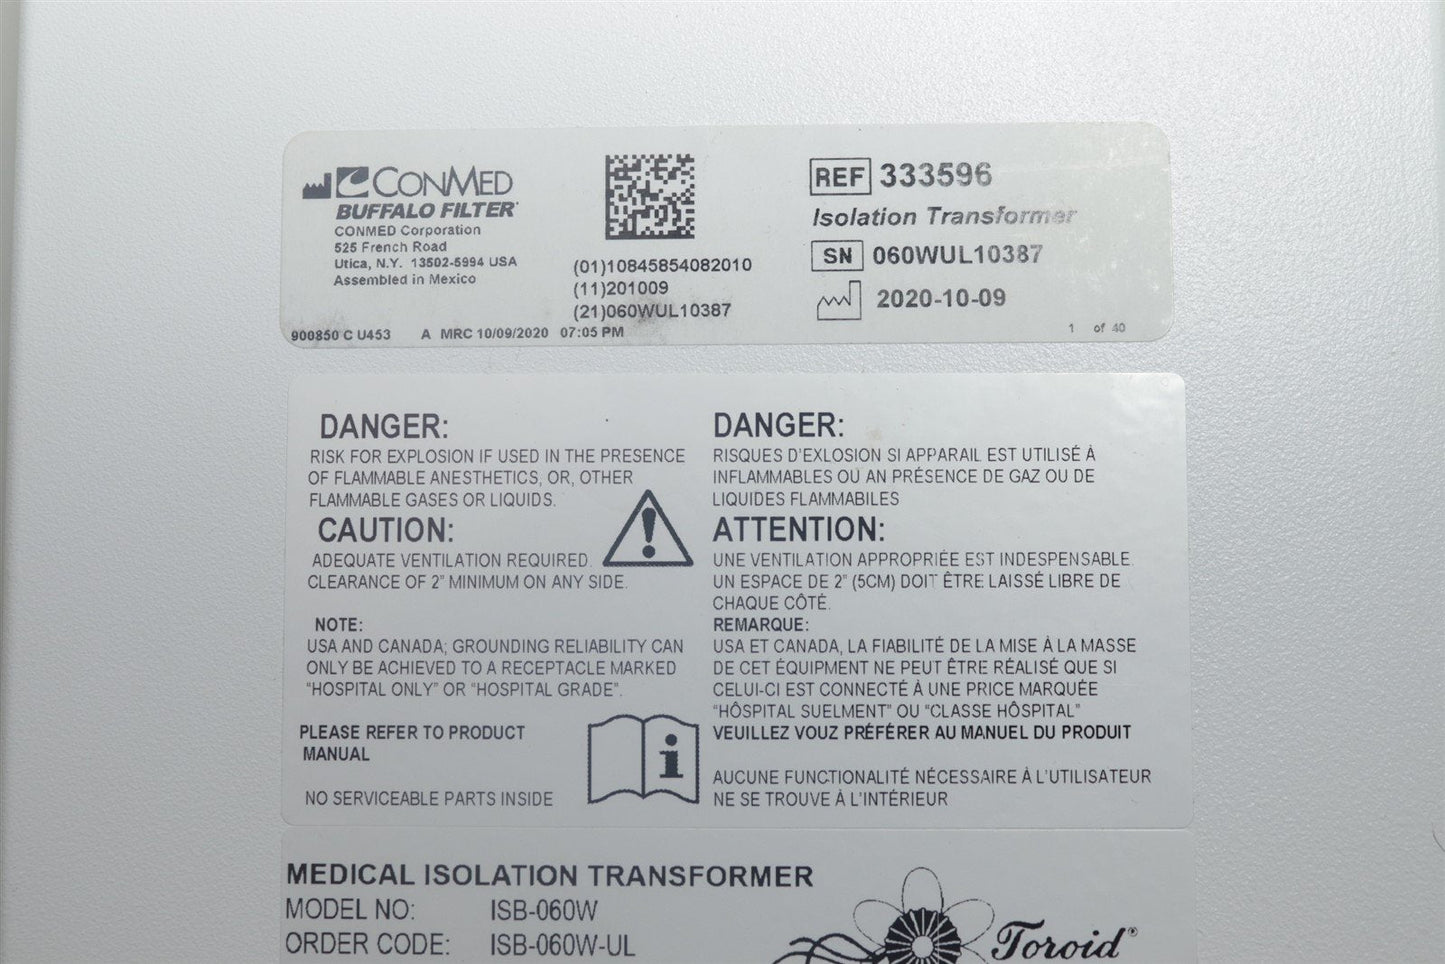 CONMED
BUFFALO FILTER
CONMED Corporation
525 French Road
Utica, N.Y. 13502-5994 USA
Assembled in Mexico
900850 C U453 A MRC 10/09/2020 07:05 PM
(01)10845854082010
(11)201009
(21)060WUL10387
REF 333596
Isolation Transformer
SN 060WUL10387
2020-10-09
1 of 40
DANGER:
RISK FOR EXPLOSION IF USED IN THE PRESENCE
OF FLAMMABLE ANESTHETICS, OR, OTHER
FLAMMABLE GASES OR LIQUIDS.
CAUTION:
ADEQUATE VENTILATION REQUIRED.
CLEARANCE OF 2" MINIMUM ON ANY SIDE.
NOTE:
USA AND CANADA; GROUNDING RELIABILITY CAN
ONLY BE ACHIEVED TO A RECEPTACLE MARKED
"HOSPITAL ONLY" OR "HOSPITAL GRADE".
PLEASE REFER TO PRODUCT
MANUAL
NO SERVICEABLE PARTS INSIDE
DANGER:
RISQUES D'EXLOSION SI APPARAIL EST UTILISÉ À
INFLAMMABLES OU AN PRÉSENCE DE GAZ OU DE
LIQUIDES FLAMMABILES
ATTENTION:
UNE VENTILATION APPROPRIÉE EST INDESPENSABLE.
UN ESPACE DE 2" (5CM) DOIT ÊTRE LAISSÉ LIBRE DE
CHAQUE CÔTÉ.
REMARQUE:
USA ET CANADA, LA FIABILITÉ DE LA MISE À LA MASSE
DE CET ÉQUIPMENT NE PEUT ÊTRE RÉALISÉ QUE SI
CELUI-CI EST CONNECTÉ À UNE PRICE MARQUÉE
"HÔSPITAL SUELMENT" OU "CLASSE HÔSPITAL"
VEUILLEZ VOUZ PRÉFÉRER AU MANUEL DU PRODUIT
AUCUNE FUNCTIONALITÉ NÉCESSAIRE À L'UTILISATEUR
NE SE TROUVE À L'INTÉRIEUR
MEDICAL ISOLATION TRANSFORMER
MODEL NO: ISB-060W
ORDER CODE: ISB-060W-UL
Toroid®